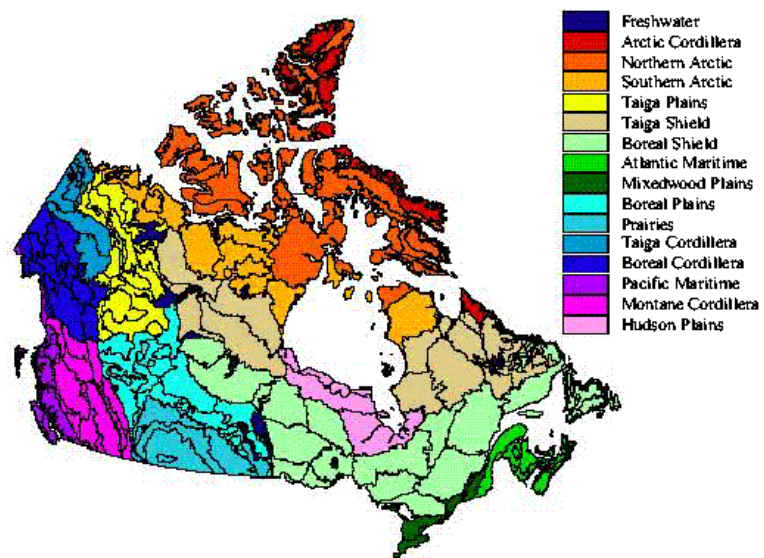 Freshwater
Arctic Cordillera
Northern Arctic
Southern Arctic
Taiga Plains
Taiga Shield
Boreal Shield
Atlantic Maritime
Mixedwood Plains
Boreal Plains
Prairies
Taiga Cordillera
Boreal Cordillera
Pacific Maritime
Montane Cordillera
Hudson Plains